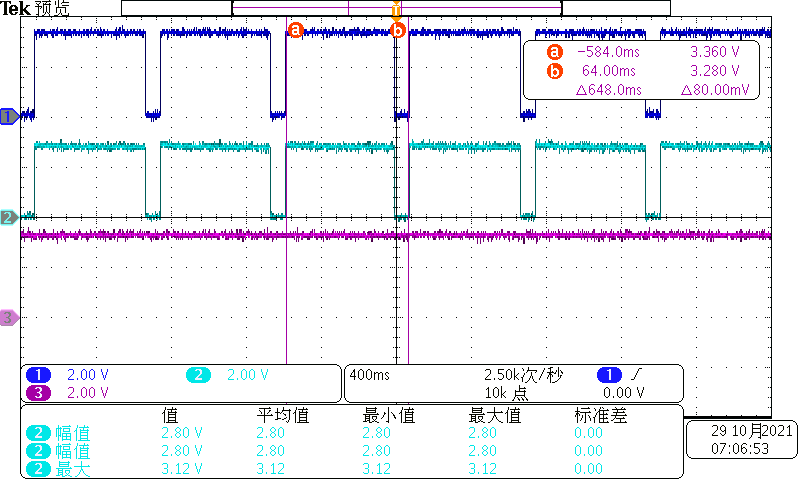 Tek 预览
a -584.0ms 3.360 V
b 64.00ms 3.280 V
Δ648.0ms Δ80.00mV
a b
1
2
3
1 2.00 V 2 2.00 V
3 2.00 V
400ms 2.50k次/秒 1
10k 点 0.00 V
值 平均值 最小值 最大值 标准差
2 幅值 2.80 V 2.80 2.80 2.80 0.00
2 幅值 2.80 V 2.80 2.80 2.80 0.00
2 最大 3.12 V 3.12 3.12 3.12 0.00
29 10月2021
07:06:53